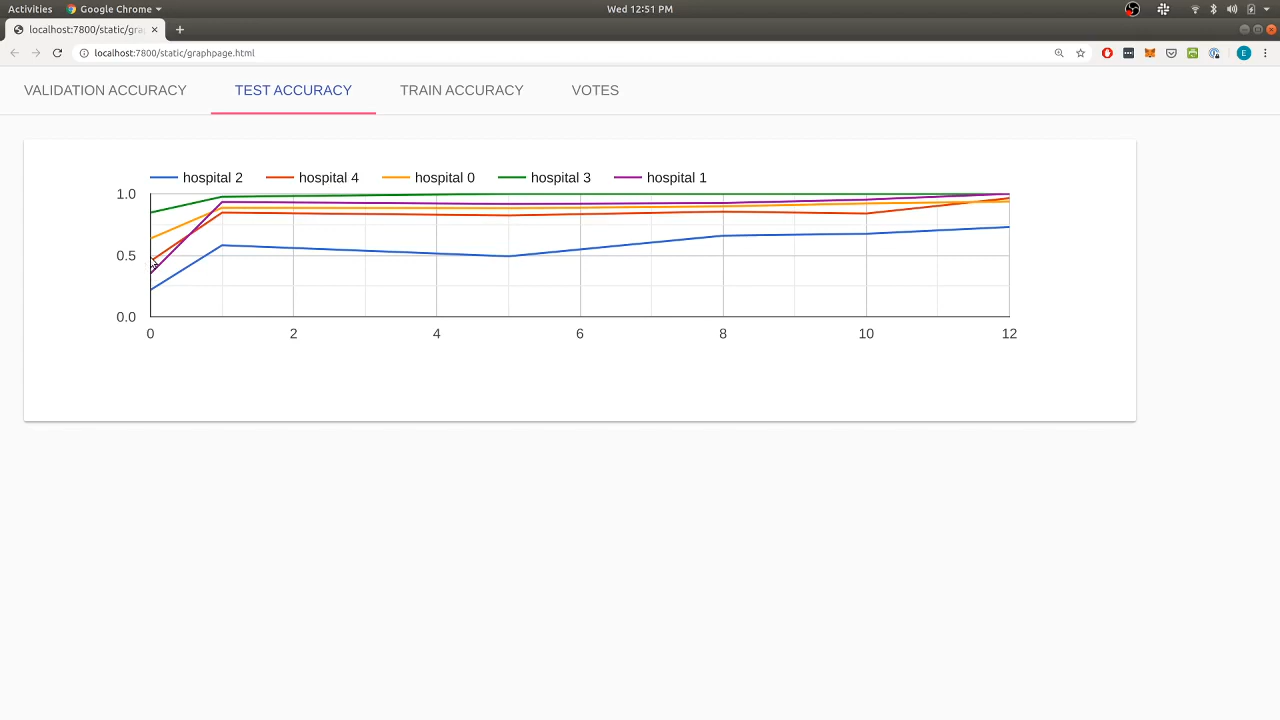 Activities Google Chrome Wed 12:51 PM
localhost:7800/static/gra
localhost:7800/static/graphpage.html
E
VALIDATION ACCURACY TEST ACCURACY TRAIN ACCURACY VOTES
hospital 2 hospital 4 hospital 0 hospital 3 hospital 1
1.0
0.5
0.0
0 2 4 6 8 10 12